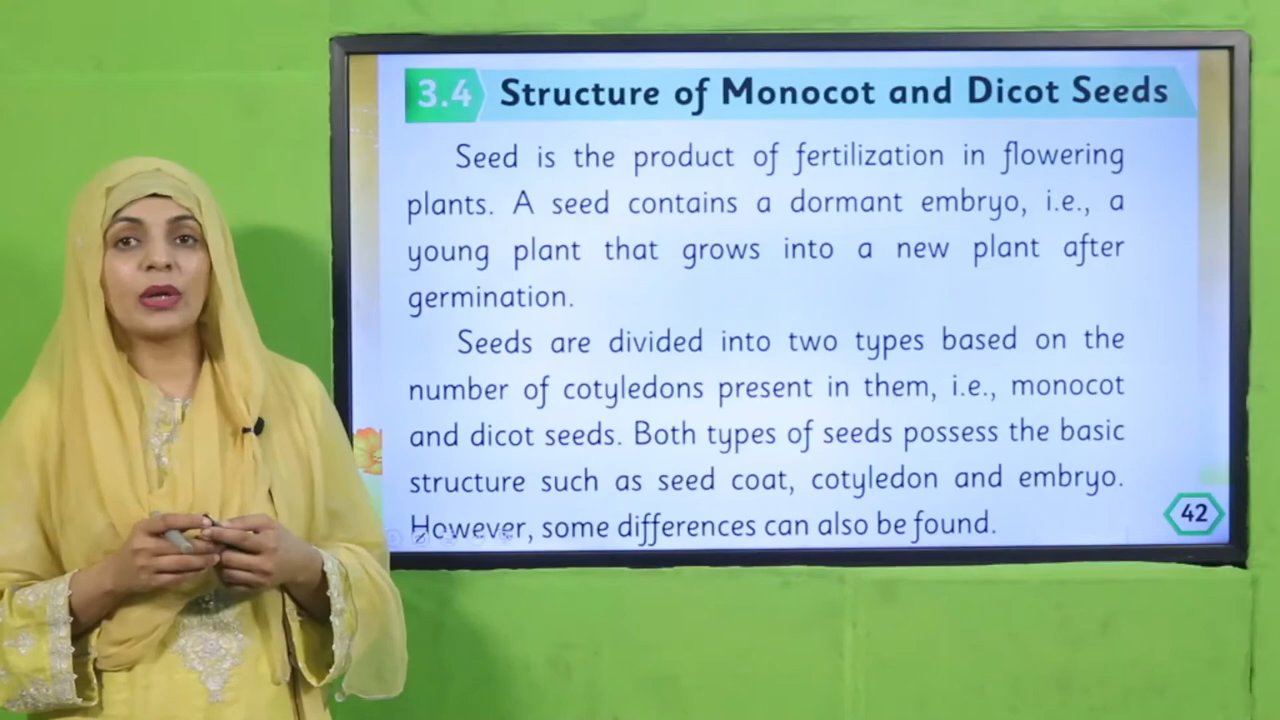 3.4 Structure of Monocot and Dicot Seeds
Seed is the product of fertilization in flowering
plants. A seed contains a dormant embryo, i.e., a
young plant that grows into a new plant after
germination.
Seeds are divided into two types based on the
number of cotyledons present in them, i.e., monocot
and dicot seeds. Both types of seeds possess the basic
structure such as seed coat, cotyledon and embryo.
However, some differences can also be found.
42